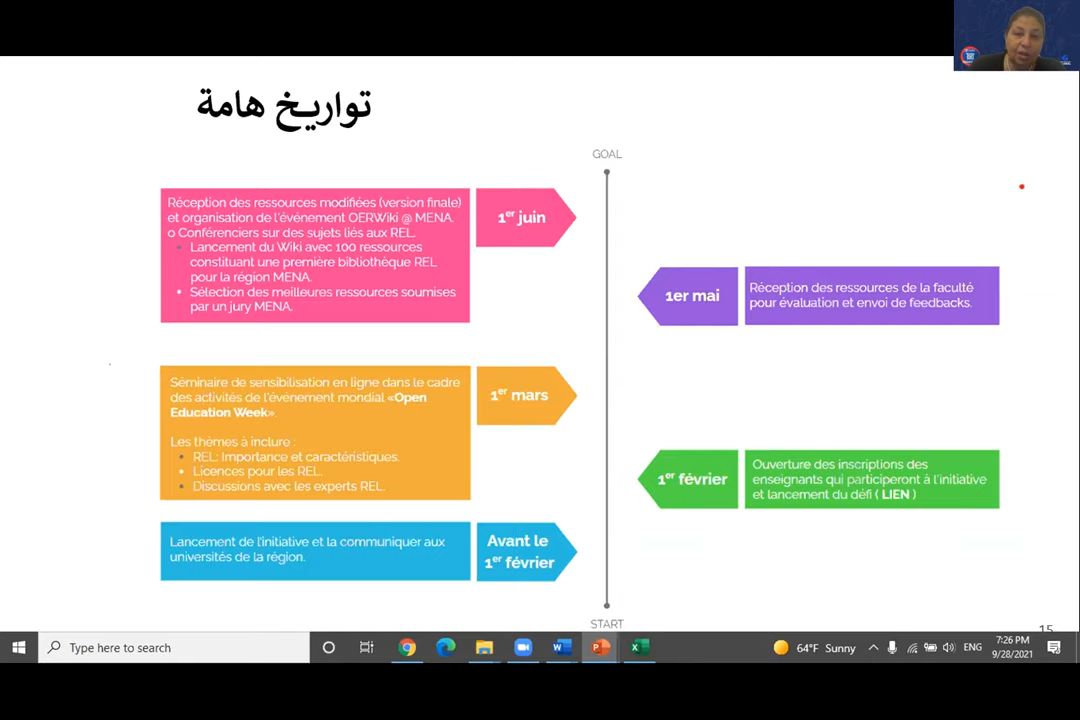 تواريخ هامة
GOAL
Réception des ressources modifiées (version finale)
et organisation de l'événement OERWiki @ MENA.
o Conférenciers sur des sujets liés aux REL.
• Lancement du Wiki avec 100 ressources
constituant une première bibliothèque REL
pour la région MENA.
• Sélection des meilleures ressources soumises
par un jury MENA.
1er juin
1er mai
Réception des ressources de la faculté
pour évaluation et envoi de feedbacks.
Séminaire de sensibilisation en ligne dans le cadre
des activités de l'événement mondial «Open
Education Week».
Les thèmes à inclure :
• REL: Importance et caractéristiques.
• Licences pour les REL.
• Discussions avec les experts REL.
1er mars
1er février
Ouverture des inscriptions des
enseignants qui participeront à l'initiative
et lancement du défi ( LIEN )
Lancement de l'initiative et la communiquer aux
universités de la région.
Avant le
1er février
START
15
Type here to search
64°F Sunny
ENG
7:26 PM
9/28/2021